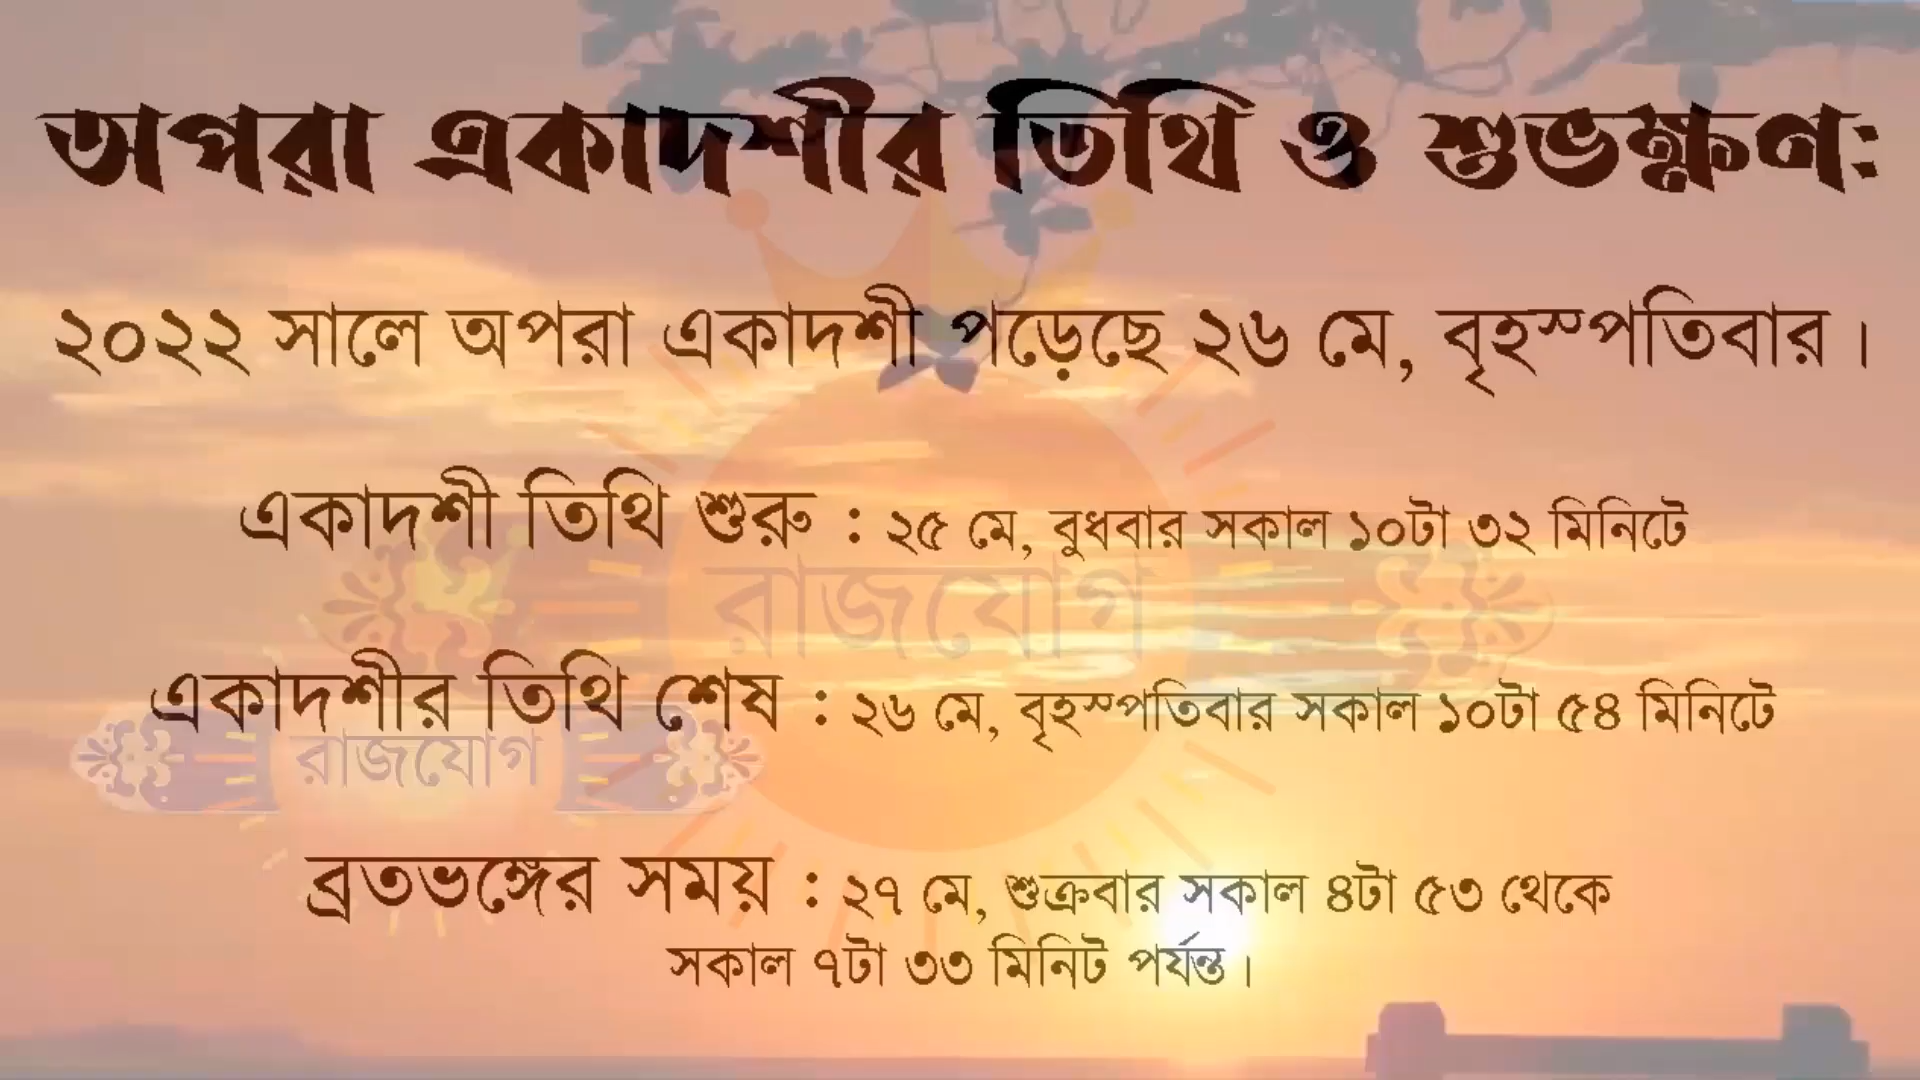 অপরা একাদশীর তিথি ও শুভক্ষণ:
২০২২ সালে অপরা একাদশী পড়েছে ২৬ মে, বৃহস্পতিবার।
একাদশী তিথি শুরু : ২৫ মে, বুধবার সকাল ১০টা ৩২ মিনিটে
রাজযোগ
একাদশীর তিথি শেষ : ২৬ মে, বৃহস্পতিবার সকাল ১০টা ৫৪ মিনিটে
রাজযোগ
ব্রতভঙ্গের সময় : ২৭ মে, শুক্রবার সকাল ৪টা ৫৩ থেকে
সকাল ৭টা ৩৩ মিনিট পর্যন্ত।